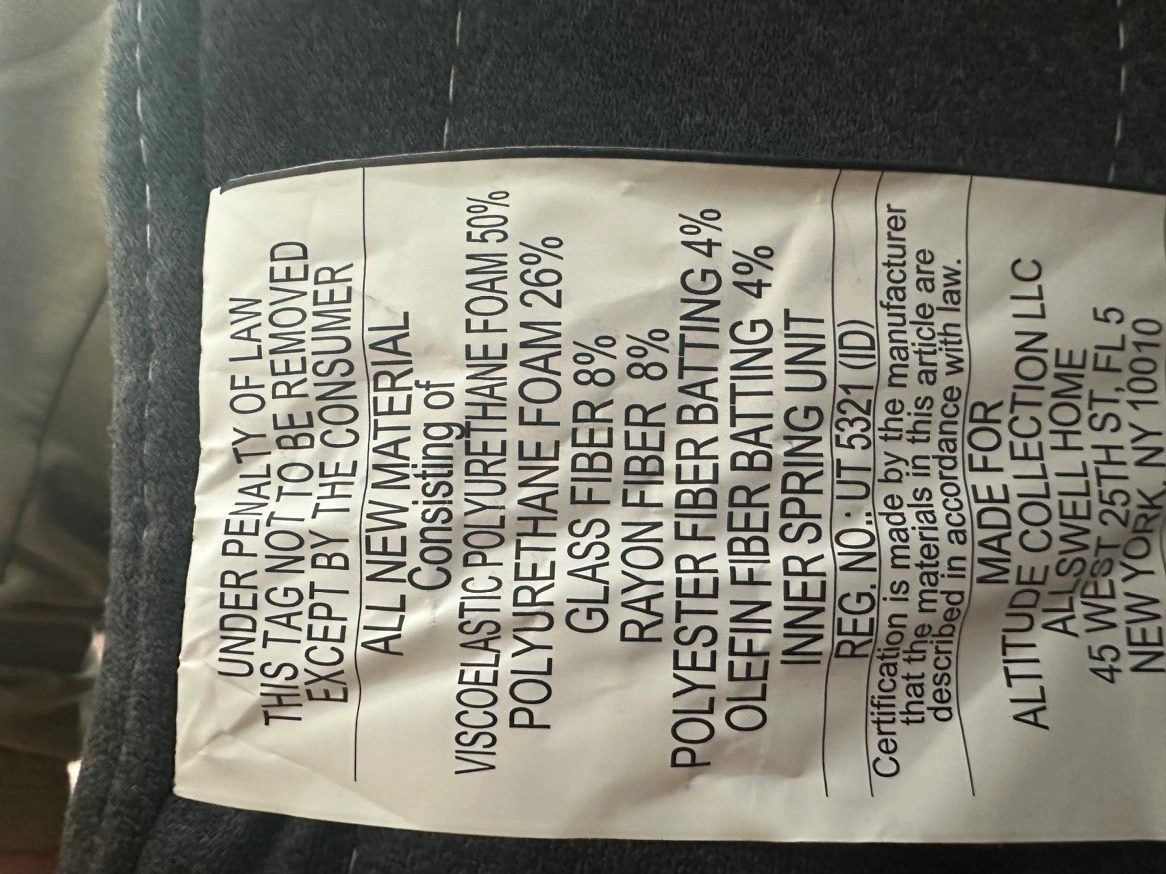 UNDER PENALTY OF LAW
THIS TAG NOT TO BE REMOVED
EXCEPT BY THE CONSUMER
ALL NEW MATERIAL
Consisting of
VISCOELASTIC POLYURETHANE FOAM 50%
POLYURETHANE FOAM 26%
GLASS FIBER 8%
RAYON FIBER 8%
POLYESTER FIBER BATTING 4%
OLEFIN FIBER BATTING 4%
INNER SPRING UNIT
REG. NO.: UT 5321 (ID)
Certification is made by the manufacturer
that the materials in this article are
described in accordance with law.
MADE FOR
ALTITUDE COLLECTION LLC
ALLSWELL HOME
45 WEST 25TH ST, FL 5
NEW YORK, NY 10010